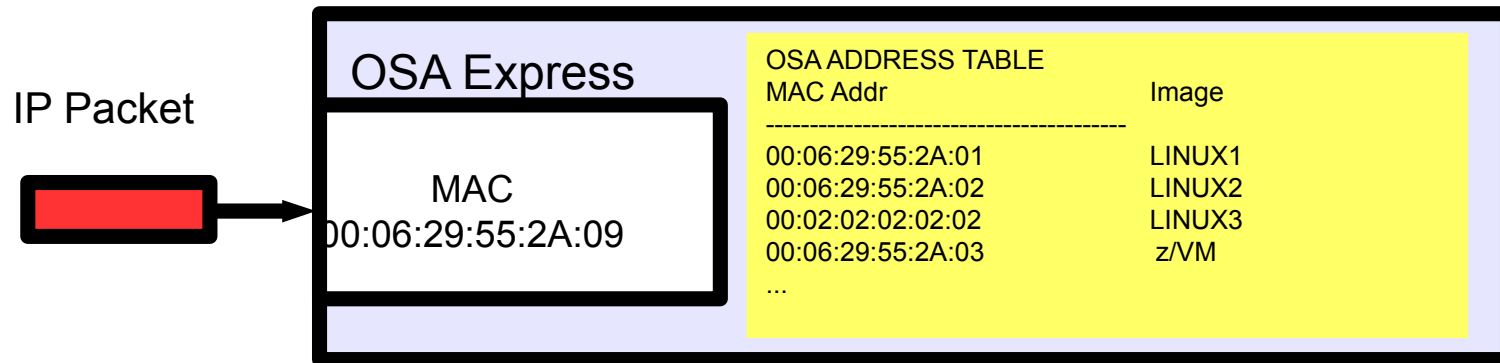 IP Packet
OSA Express
MAC
00:06:29:55:2A:09
OSA ADDRESS TABLE
MAC Addr Image
-----------------------------------------
00:06:29:55:2A:01 LINUX1
00:06:29:55:2A:02 LINUX2
00:02:02:02:02:02 LINUX3
00:06:29:55:2A:03 z/VM
...